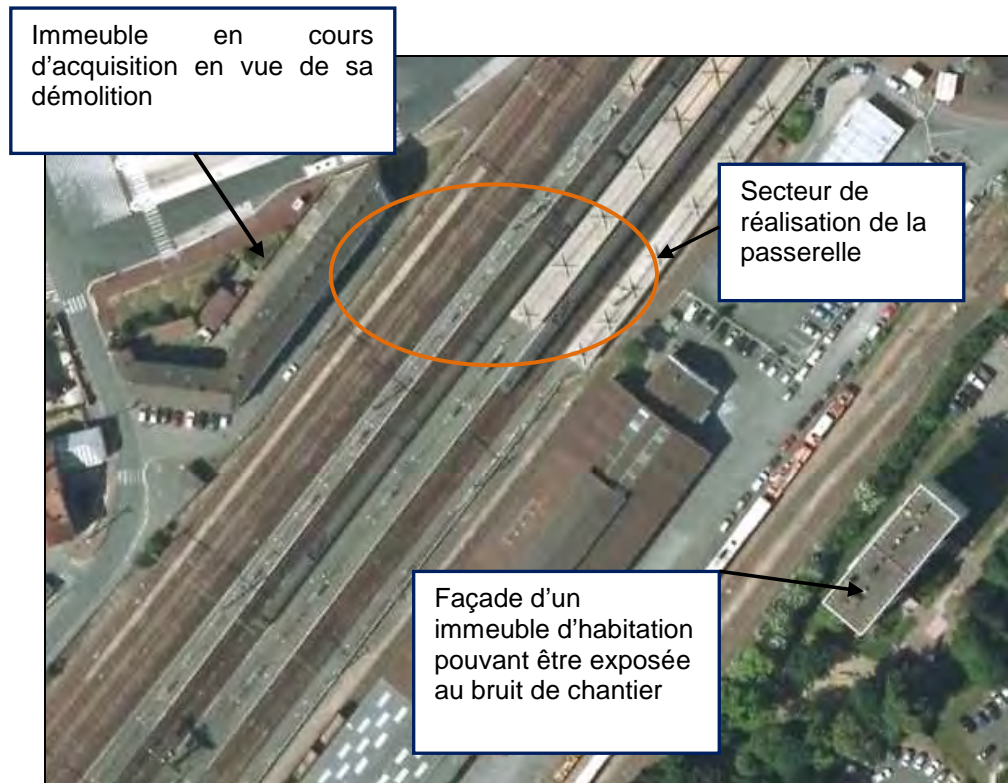 Immeuble en cours
d'acquisition en vue de sa
démolition
Secteur de
réalisation de la
passerelle
Façade d'un
immeuble d'habitation
pouvant être exposée
au bruit de chantier